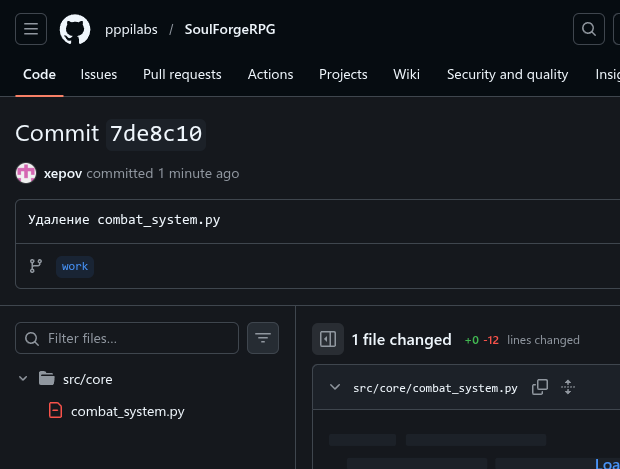 pppilabs / SoulForgeRPG
Code Issues Pull requests Actions Projects Wiki Security and quality Insig
Commit 7de8c10
xepov committed 1 minute ago
Удаление combat_system.py
work
Filter files...
1 file changed +0 -12 lines changed
src/core
src/core/combat_system.py
combat_system.py
Loa